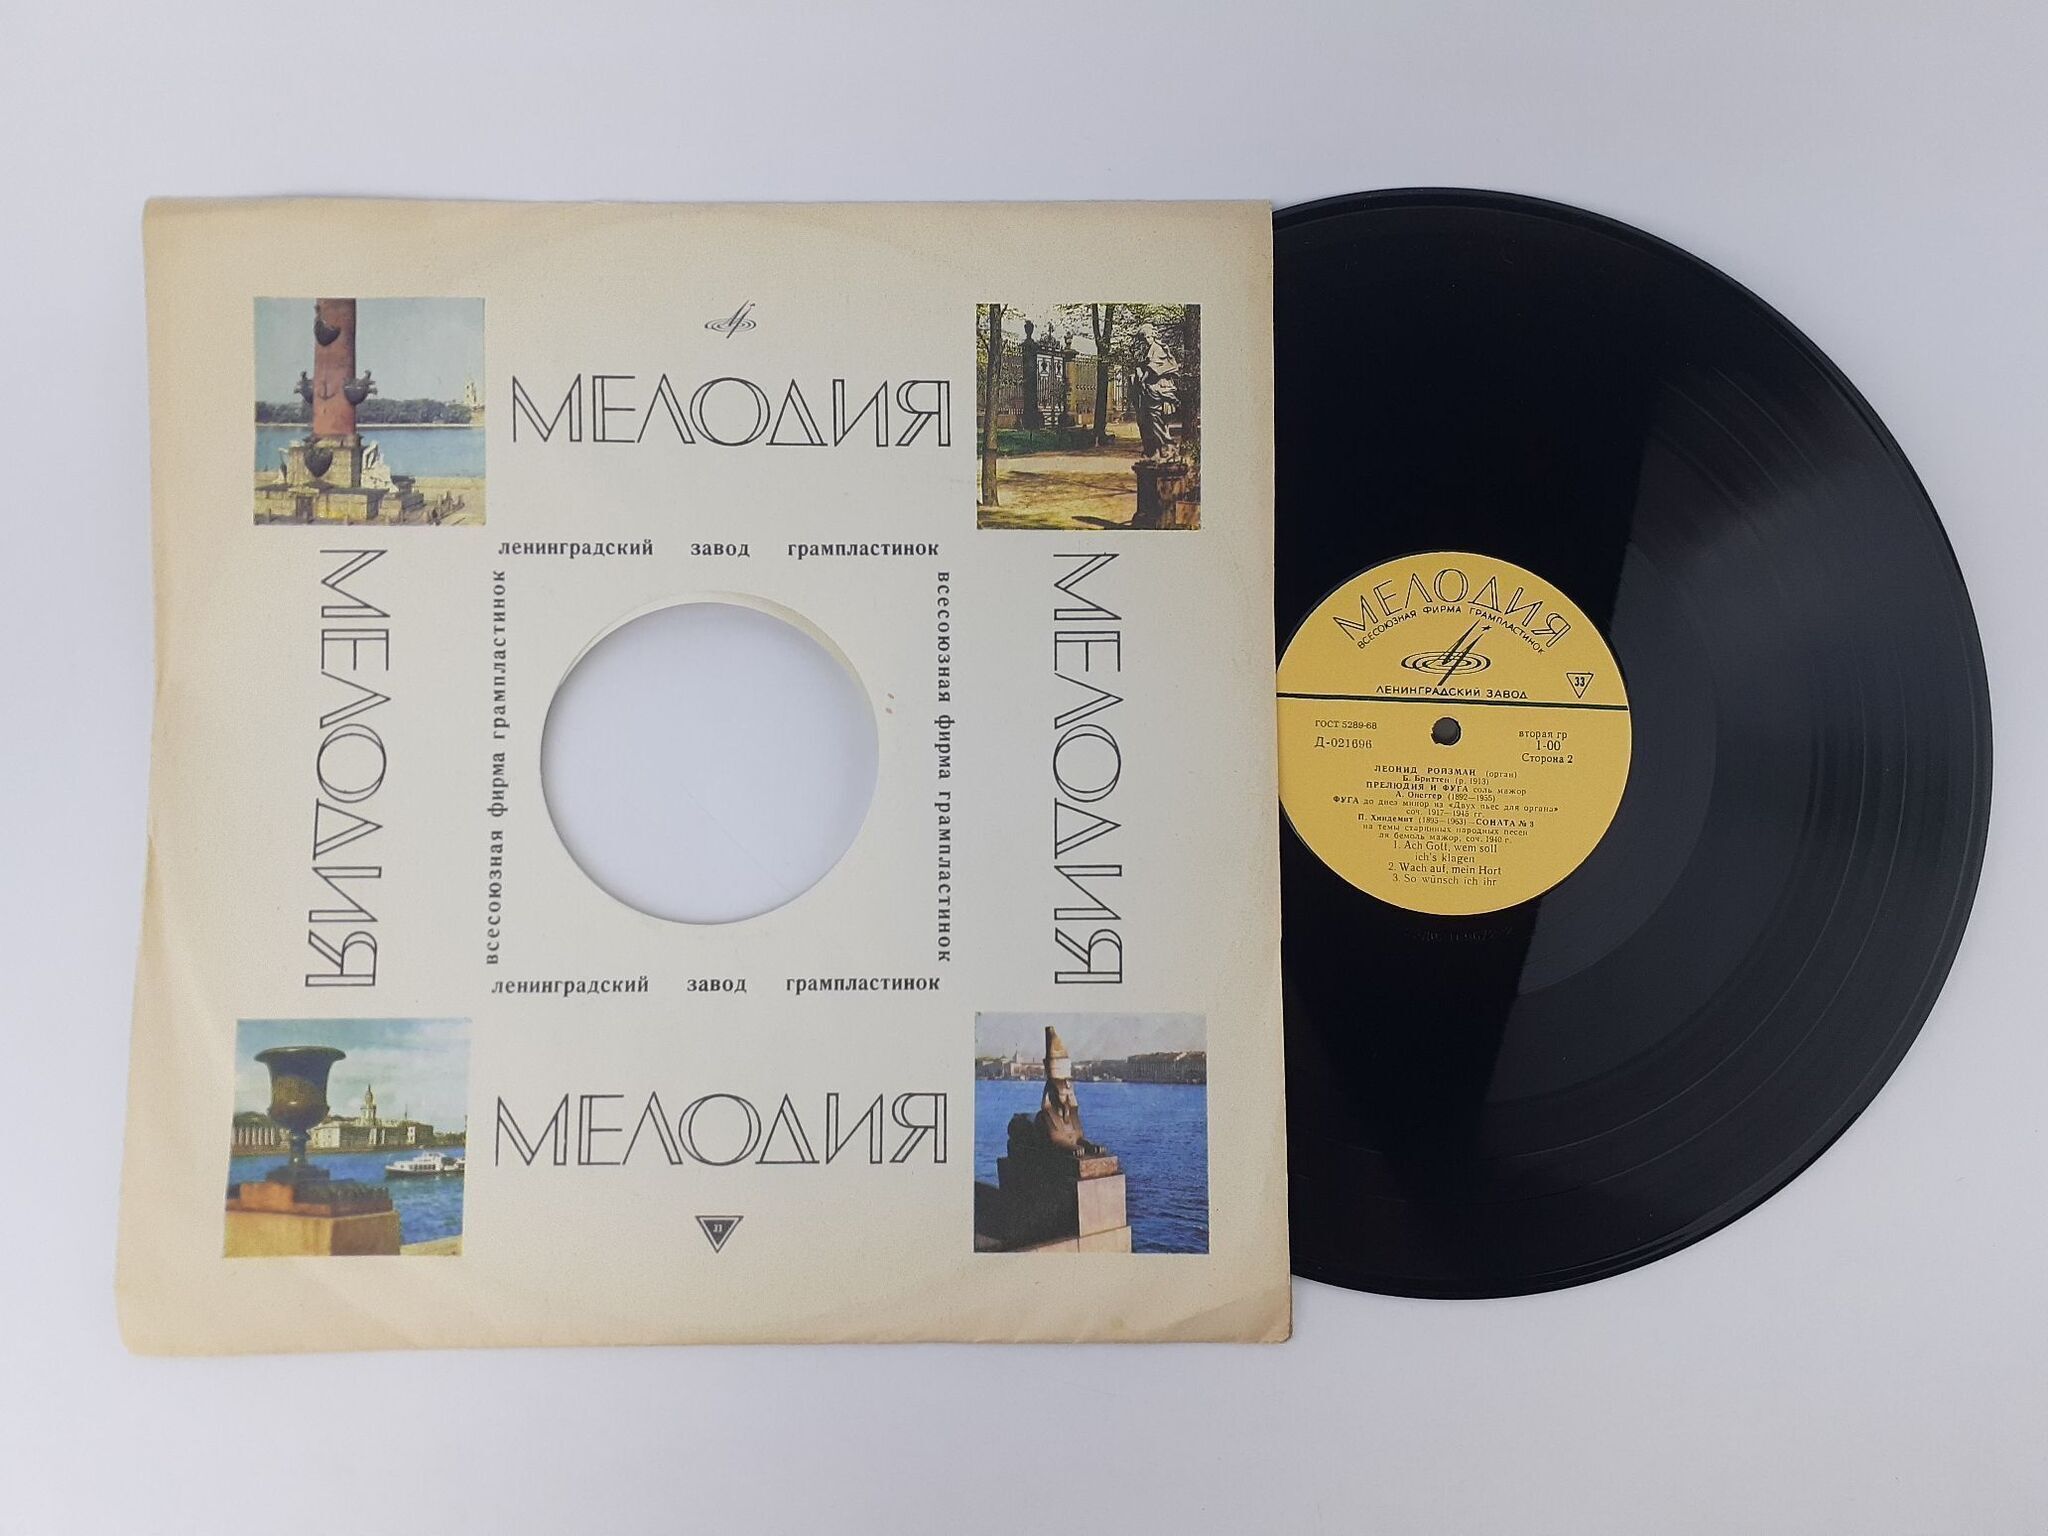 МЕЛОДИЯ
ленинградский завод грампластинок
МЕЛОДИЯ
всесоюзная фирма грампластинок
всесоюзная фирма грампластинок
МЕЛОДИЯ
ленинградский завод грампластинок
МЕЛОДИЯ
33
МЕЛОДИЯ
ВСЕСОЮЗНАЯ ФИРМА ГРАМПЛАСТИНОК
ЛЕНИНГРАДСКИЙ ЗАВОД
33
ГОСТ 5289-68
Д-021696
вторая гр
1-00
Сторона 2
ЛЕОНИД РОЙЗМАН (орган)
Б. Бриттен (р. 1913)
ПРЕЛЮДИЯ И ФУГА соль мажор
А. Онеггер (1892—1955)
ФУГА до диез минор из «Двух пьес для органа»
соч. 1917—1945 гг.
П. Хиндемит (1895—1963)—СОНАТА № 3
на темы старинных народных песен
ля бемоль мажор, соч. 1940 г.
1. Ach Gott, wem soll
ich's klagen
2. Wach auf, mein Hort
3. So wünsch ich ihr